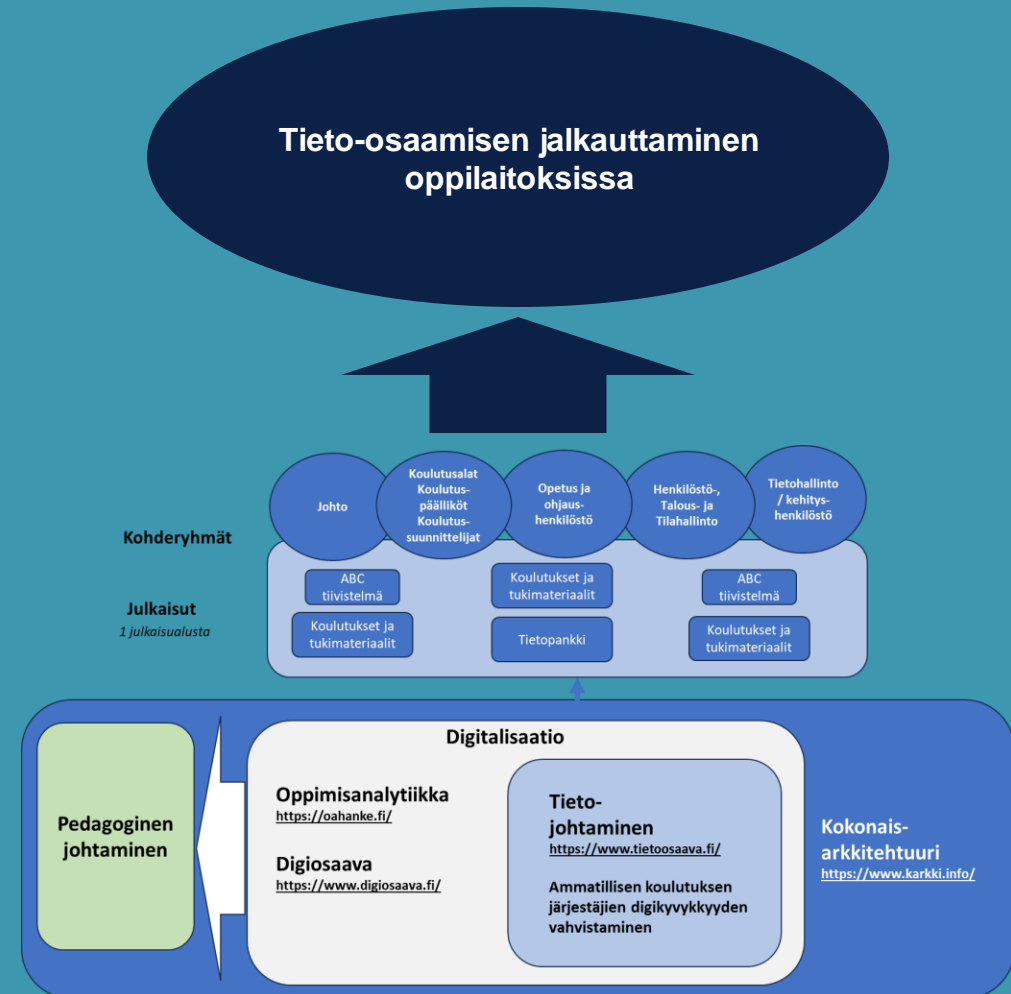 Tieto-osaamisen jalkauttaminen
oppilaitoksissa
Kohderyhmät
Johto
Koulutusalat
Koulutus-
päälliköt
Koulutus-
suunnittelijat
Opetus ja
ohjaus-
henkilöstö
Henkilöstö-,
Talous- ja
Tilahallinto
Tietohallinto
/ kehitys-
henkilöstö
Julkaisut
1 julkaisualusta
ABC
tiivistelmä
Koulutukset ja
tukimateriaalit
Koulutukset ja
tukimateriaalit
Tietopankki
ABC
tiivistelmä
Koulutukset ja
tukimateriaalit
Pedagoginen
johtaminen
Digitalisaatio
Oppimisanalytiikka
https://oahanke.fi/
Digiosaava
https://www.digiosaava.fi/
Tieto-
johtaminen
https://www.tietoosaava.fi/
Ammatillisen koulutuksen
järjestäjien digikyvykkyyden
vahvistaminen
Kokonais-
arkkitehtuuri
https://www.karkki.info/